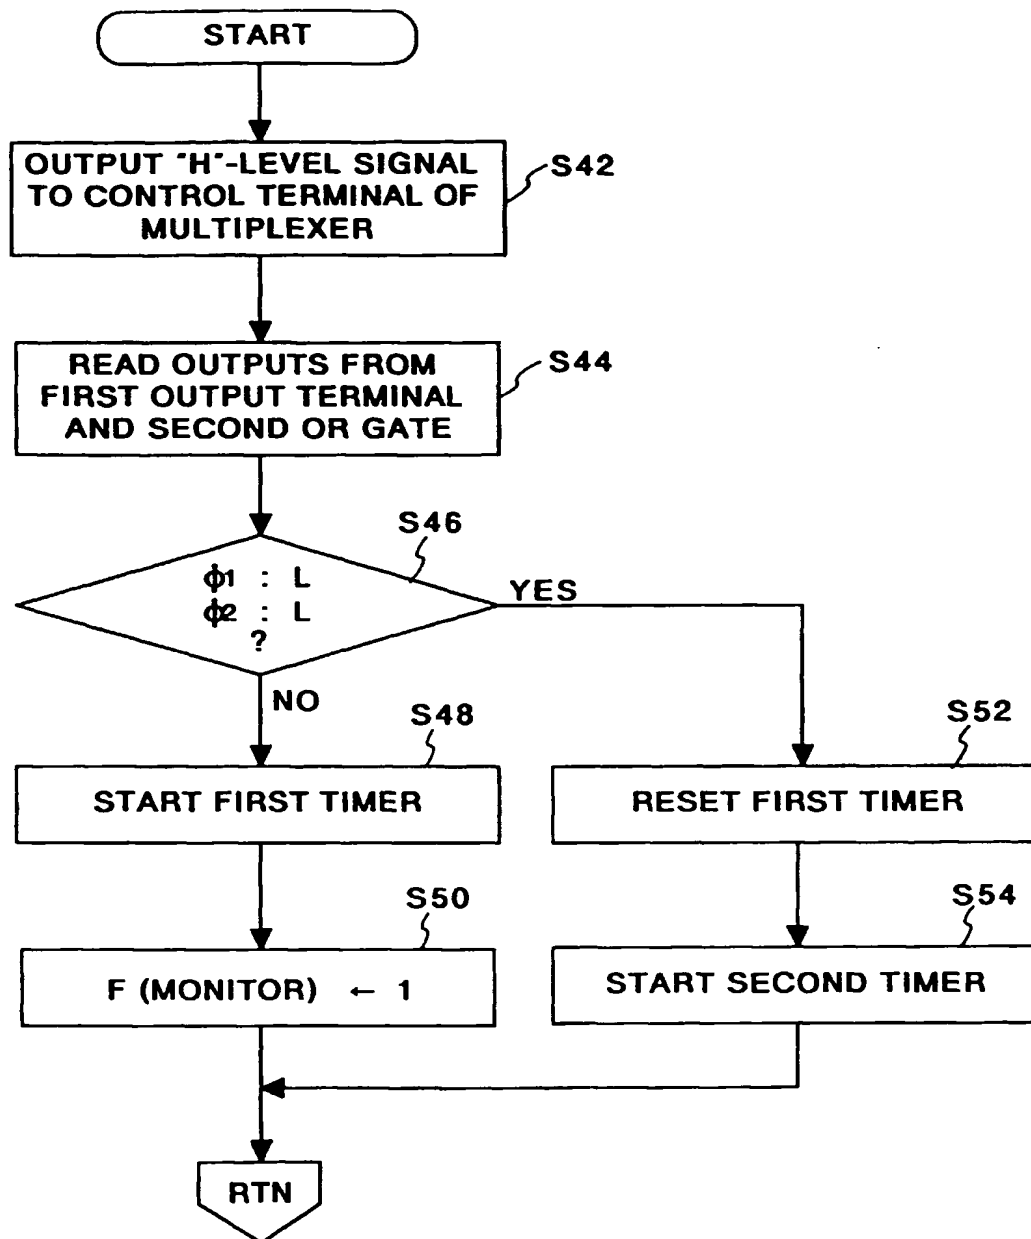 START
OUTPUT "H"-LEVEL SIGNAL
TO CONTROL TERMINAL OF
MULTIPLEXER
S42
READ OUTPUTS FROM
FIRST OUTPUT TERMINAL
AND SECOND OR GATE
S44
S46
ϕ1 : L
ϕ2 : L
?
YES
NO
S48
START FIRST TIMER
S52
RESET FIRST TIMER
S50
F (MONITOR) ← 1
S54
START SECOND TIMER
RTN